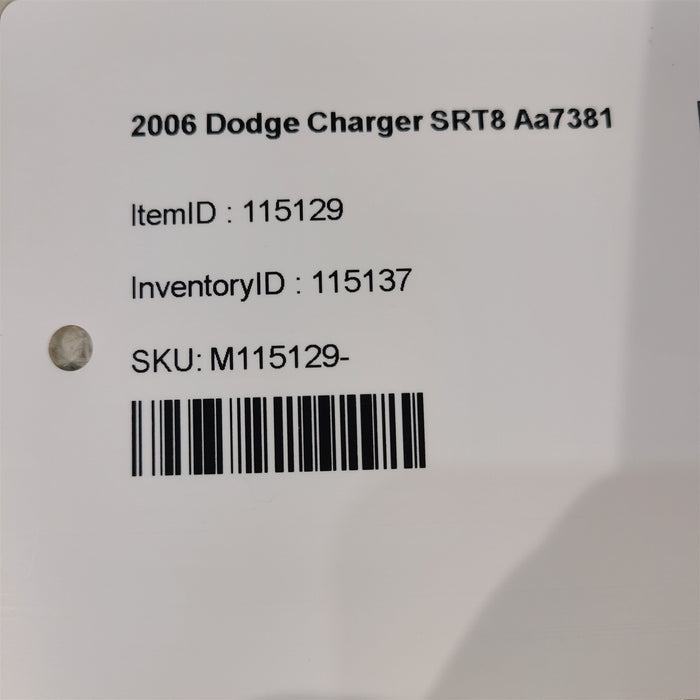 2006 Dodge Charger SRT8 Aa7381
ItemID : 115129
InventoryID : 115137
SKU: M115129-